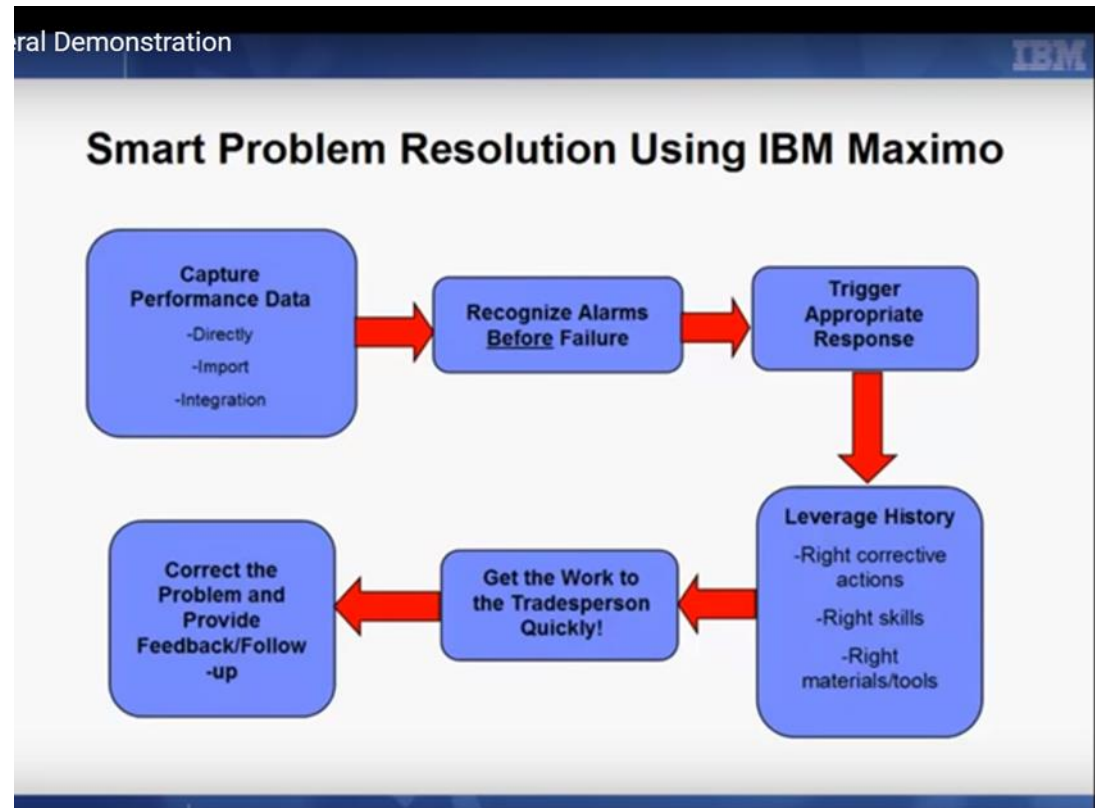 eral Demonstration
IBM
Smart Problem Resolution Using IBM Maximo
Capture
Performance Data
-Directly
-Import
-Integration
Recognize Alarms
Before Failure
Trigger
Appropriate
Response
Leverage History
-Right corrective
actions
-Right skills
-Right
materials/tools
Get the Work to
the Tradesperson
Quickly!
Correct the
Problem and
Provide
Feedback/Follow
-up